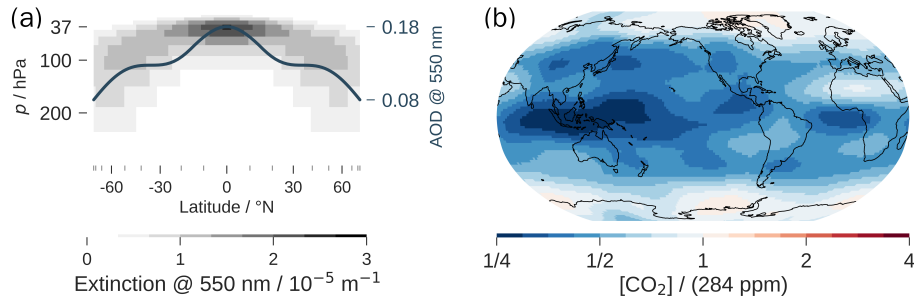 (a)
37
100
200
p / hPa
0.18
0.08
AOD @ 550 nm
-60 -30 0 30 60
Latitude / °N
0 1 2 3
Extinction @ 550 nm / 10⁻⁵ m⁻¹
(b)
1/4 1/2 1 2 4
[CO₂] / (284 ppm)